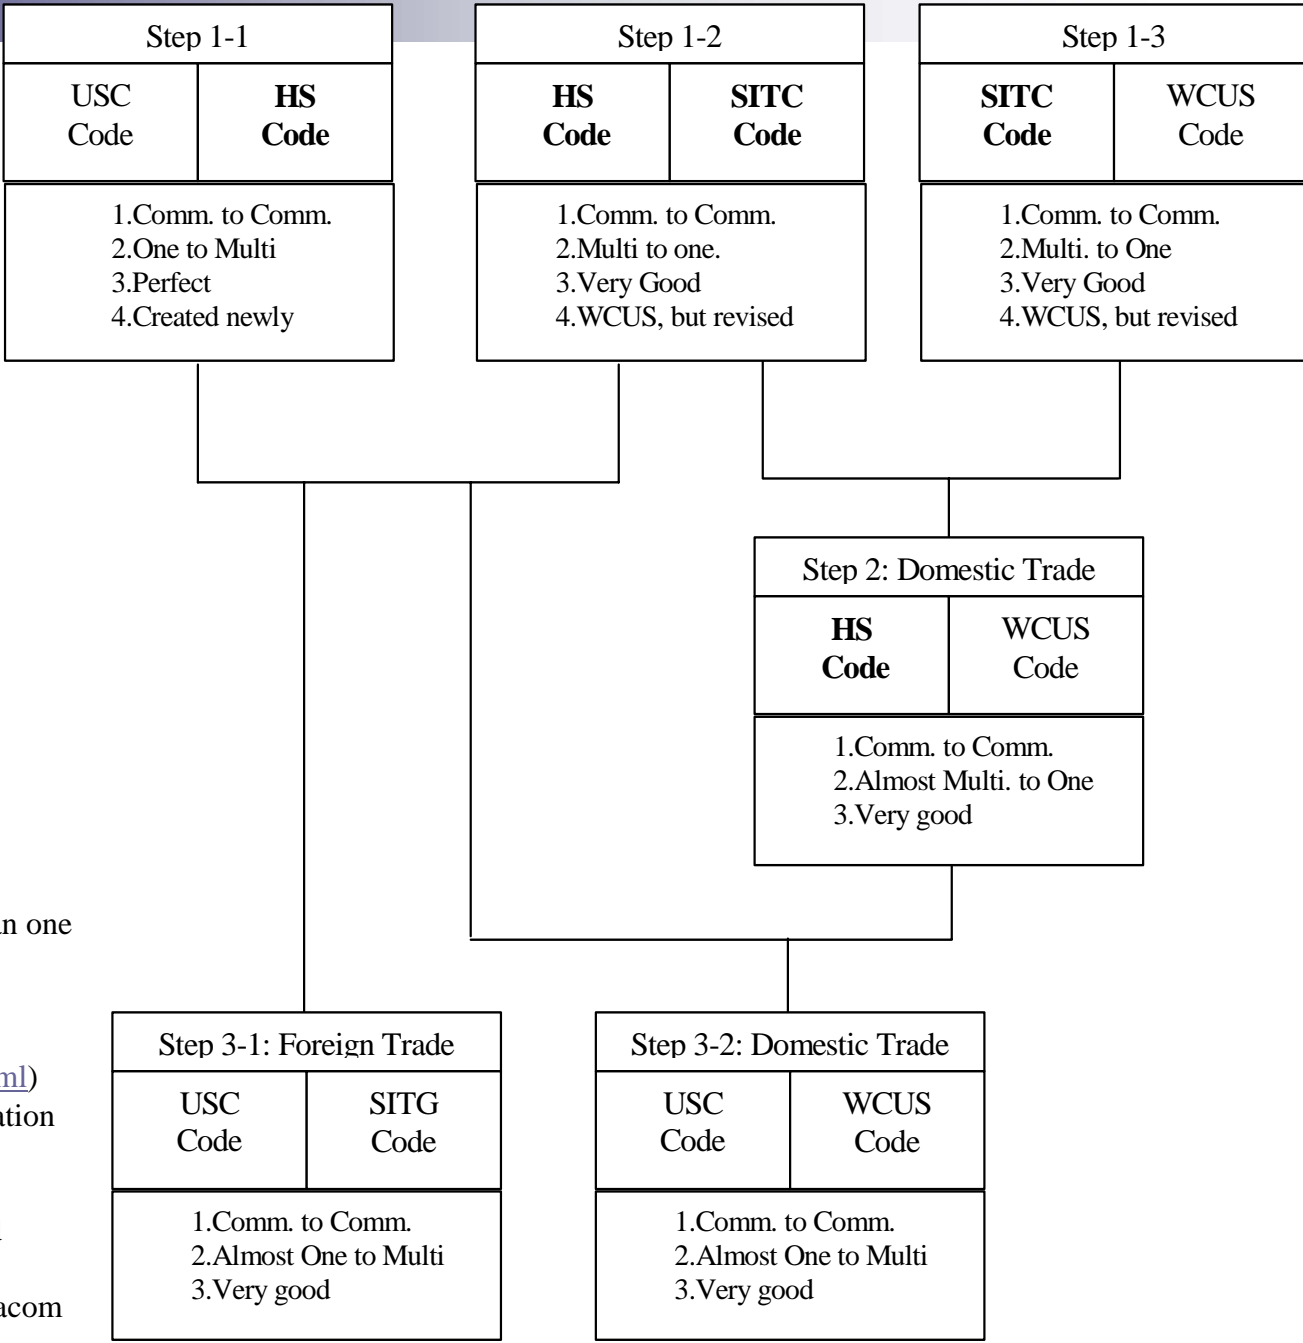 Step 1-1
USC Code
HS Code
1.Comm. to Comm.
2.One to Multi
3.Perfect
4.Created newly
Step 1-2
HS Code
SITC Code
1.Comm. to Comm.
2.Multi to one.
3.Very Good
4.WCUS, but revised
Step 1-3
SITC Code
WCUS Code
1.Comm. to Comm.
2.Multi. to One
3.Very Good
4.WCUS, but revised
Step 2: Domestic Trade
HS Code
WCUS Code
1.Comm. to Comm.
2.Almost Multi. to One
3.Very good
one
Step 3-1: Foreign Trade
USC Code
SITG Code
1.Comm. to Comm.
2.Almost One to Multi
3.Very good
Step 3-2: Domestic Trade
USC Code
WCUS Code
1.Comm. to Comm.
2.Almost One to Multi
3.Very good